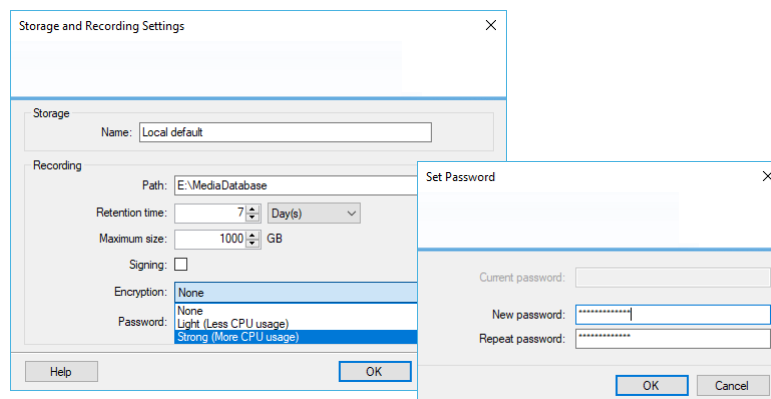 Storage and Recording Settings
Storage
Name: Local default
Recording
Path: E:\MediaDatabase
Retention time: 7 Day(s)
Maximum size: 1000 GB
Signing:
Encryption: None
None
Light (Less CPU usage)
Password:
Strong (More CPU usage)
Help
OK
Set Password
Current password:
New password: *************
Repeat password: *************
OK
Cancel